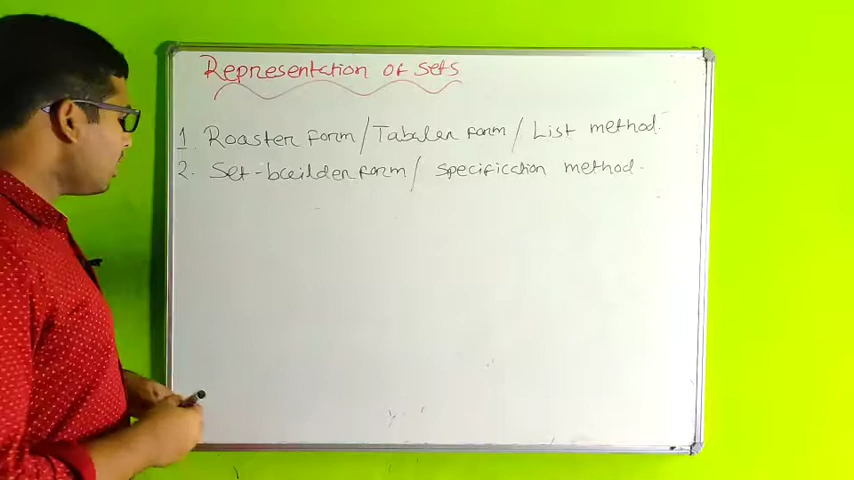 Representation of sets
1. Roaster form / Tabular form / List method.
2. Set-builder form / specification method.